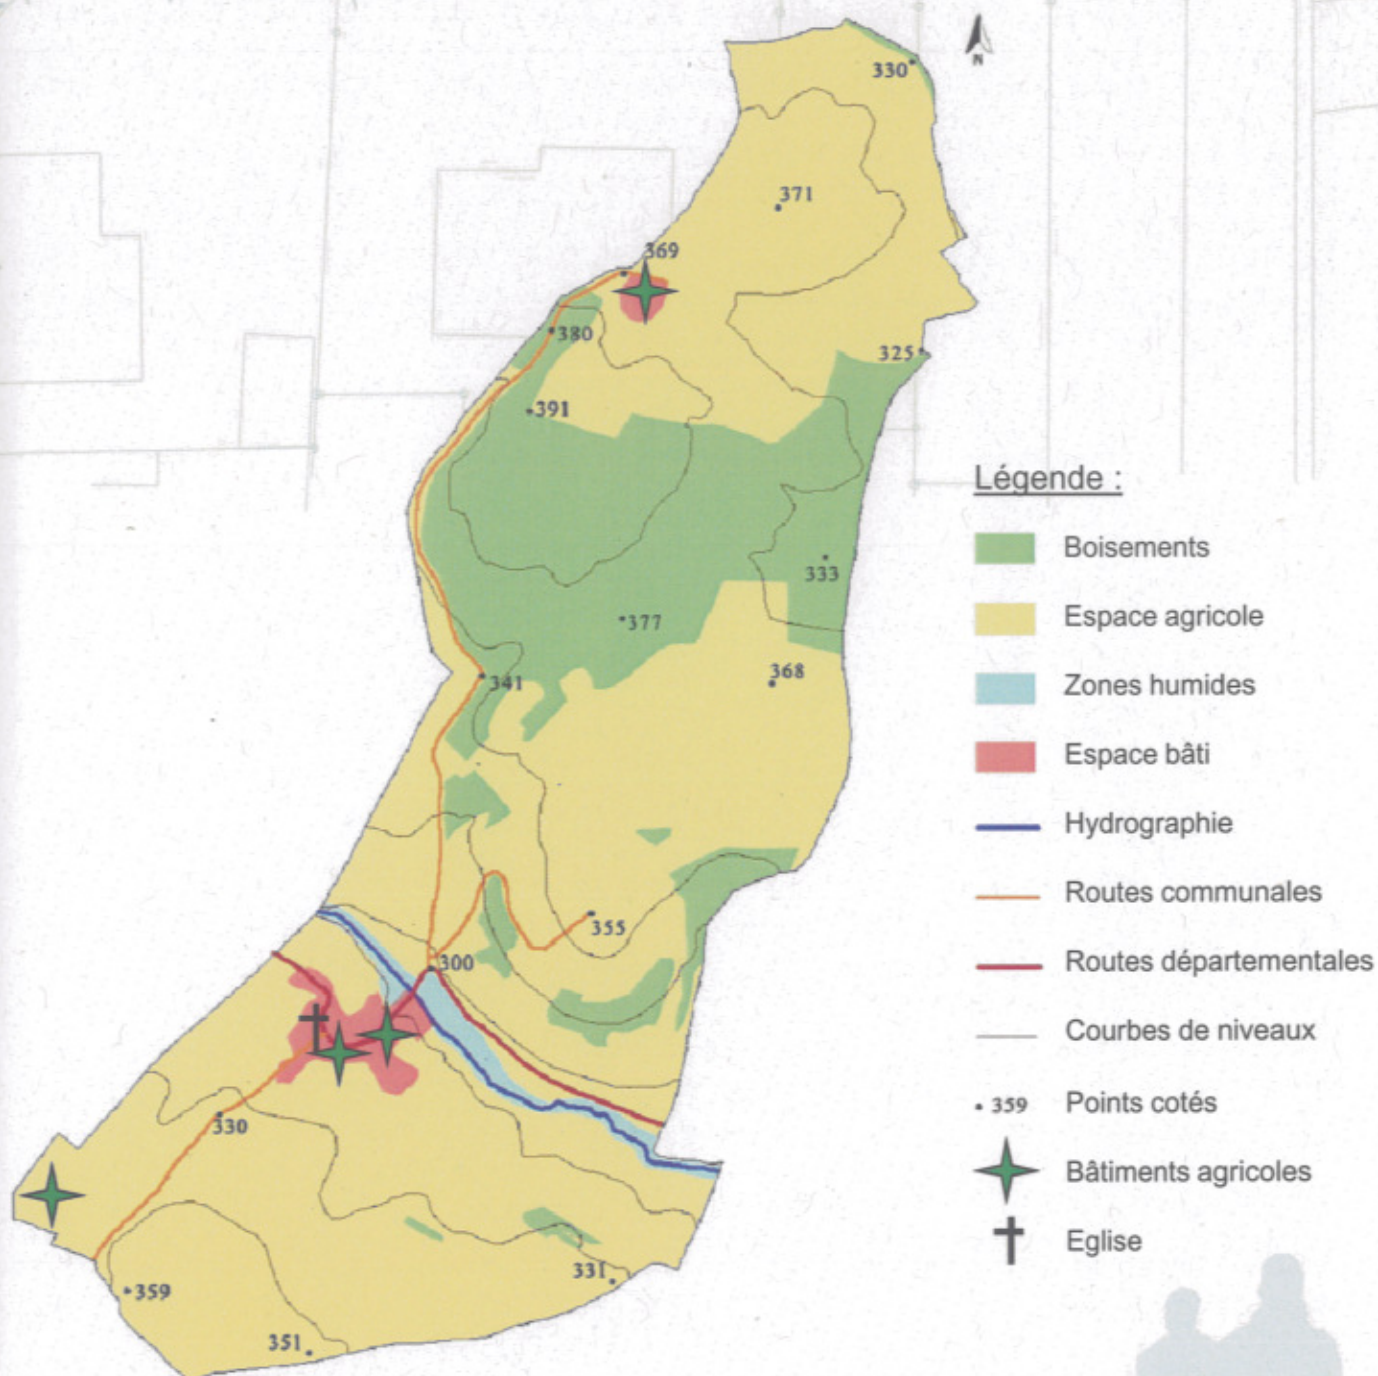 330
N
371
369
380
325
391
333
377
368
341
355
300
330
331
359
351
Légende :
Boisements
Espace agricole
Zones humides
Espace bâti
Hydrographie
Routes communales
Routes départementales
Courbes de niveaux
359 Points cotés
Bâtiments agricoles
Eglise